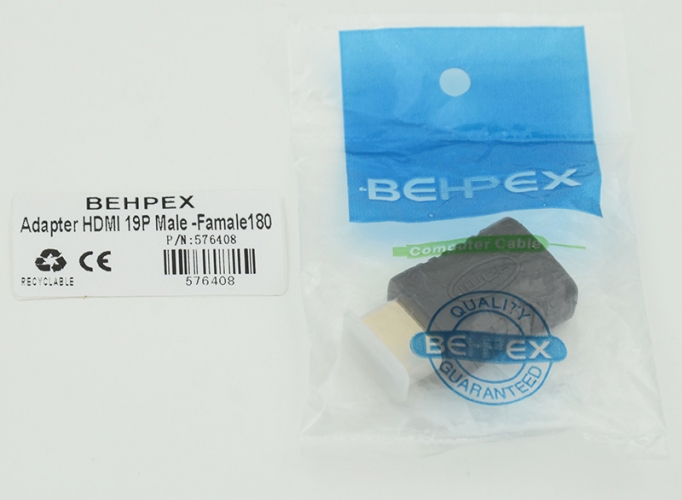 BEHPEX
Adapter HDMI 19P Male -Famale180
P/N:576408
RECYCLABLE
CE
576408
BEHPEX
Computer Cable
QUALITY
BEHPEX
GUARANTEED